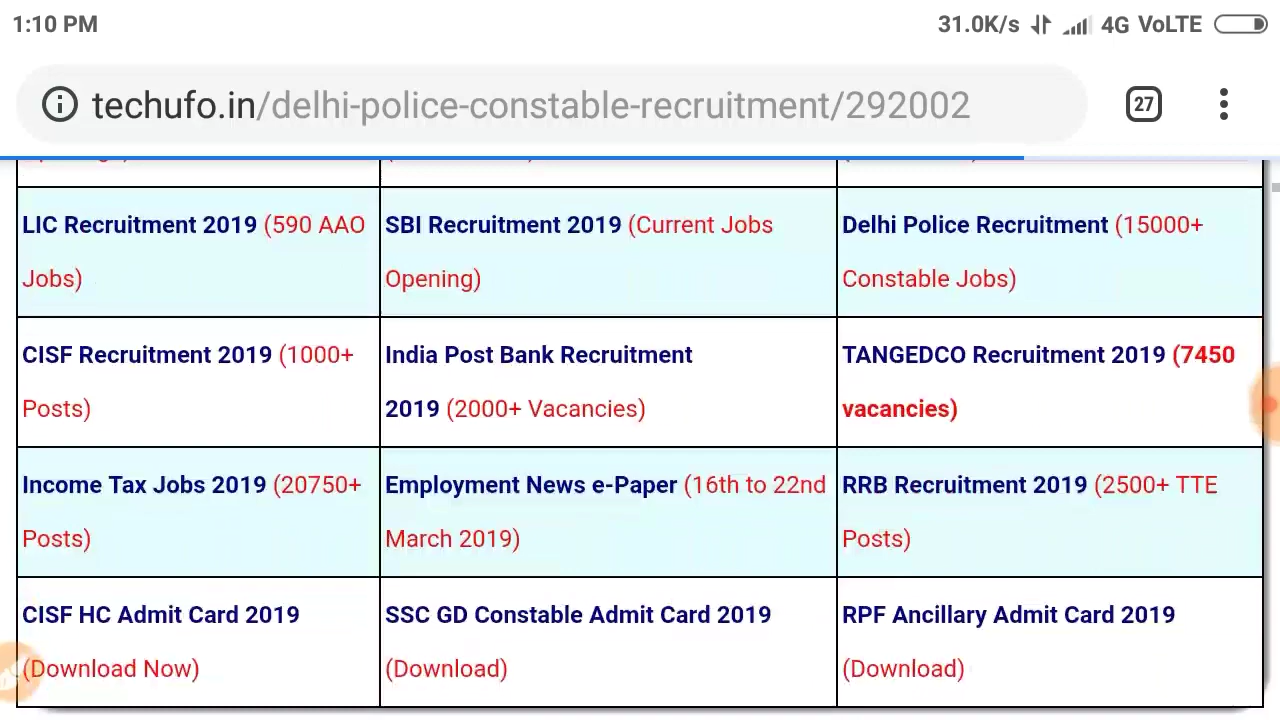 1:10 PM
31.0K/s 4G VoLTE
techufo.in/delhi-police-constable-recruitment/292002
27
LIC Recruitment 2019 (590 AAO
Jobs)
SBI Recruitment 2019 (Current Jobs
Opening)
Delhi Police Recruitment (15000+
Constable Jobs)
CISF Recruitment 2019 (1000+
Posts)
India Post Bank Recruitment
2019 (2000+ Vacancies)
TANGEDCO Recruitment 2019 (7450
vacancies)
Income Tax Jobs 2019 (20750+
Posts)
Employment News e-Paper (16th to 22nd
March 2019)
RRB Recruitment 2019 (2500+ TTE
Posts)
CISF HC Admit Card 2019
(Download Now)
SSC GD Constable Admit Card 2019
(Download)
RPF Ancillary Admit Card 2019
(Download)